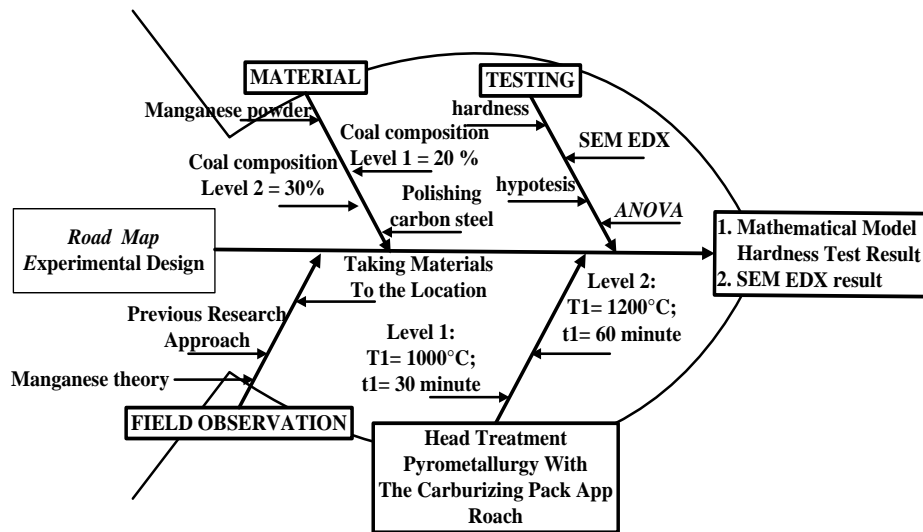 MATERIAL
TESTING
Manganese powder
hardness
Coal composition
Level 1 = 20 %
SEM EDX
Coal composition
Level 2 = 30%
hypotesis
Polishing
carbon steel
ANOVA
Road Map
Experimental Design
1. Mathematical Model
Hardness Test Result
2. SEM EDX result
Taking Materials
To the Location
Previous Research
Approach
Manganese theory
Level 1:
T1= 1000°C;
t1= 30 minute
Level 2:
T1= 1200°C;
t1= 60 minute
FIELD OBSERVATION
Head Treatment
Pyrometallurgy With
The Carburizing Pack App
Roach